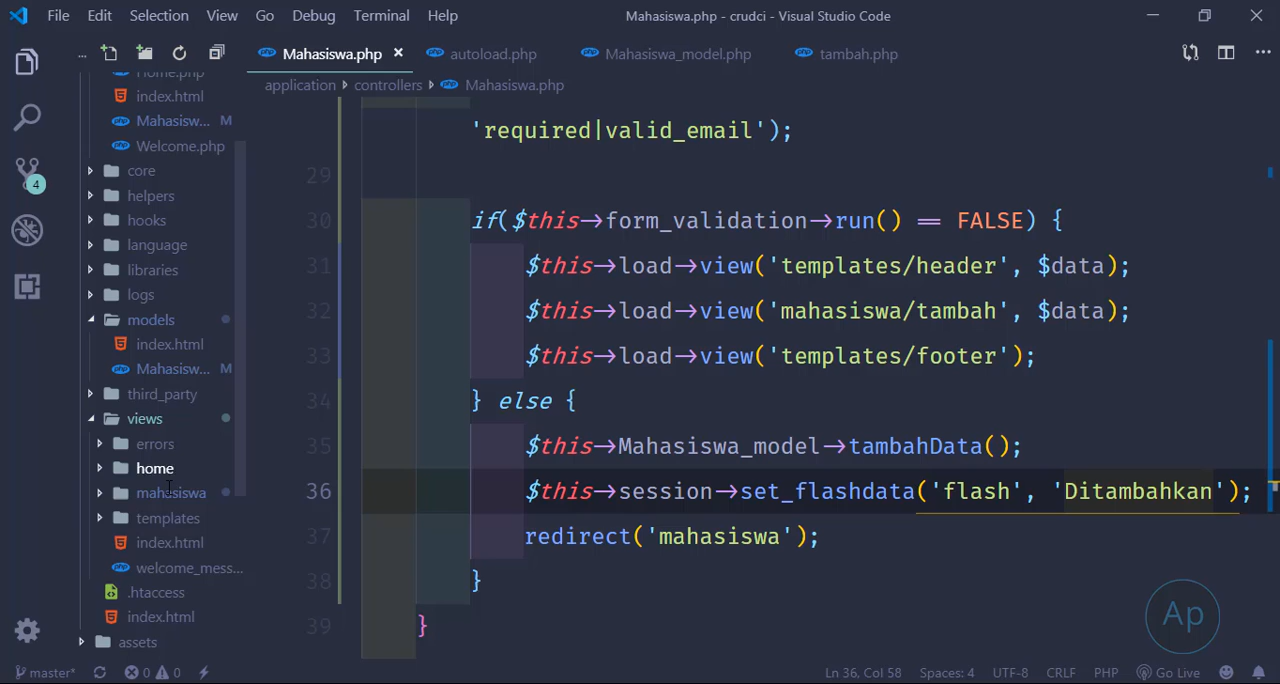 File Edit Selection View Go Debug Terminal Help
Mahasiswa.php - crudci - Visual Studio Code
... Mahasiswa.php × autoload.php Mahasiswa_model.php tambah.php ...
application controllers Mahasiswa.php
Home.php
index.html
Mahasisw... M
Welcome.php
core
helpers
hooks
language
libraries
logs
models
index.html
Mahasisw... M
third_party
views
errors
home
mahasiswa
templates
index.html
welcome_mess...
.htaccess
index.html
assets
4
'required|valid_email');
29
30 if($this->form_validation->run() == FALSE) {
31 $this->load->view('templates/header', $data);
32 $this->load->view('mahasiswa/tambah', $data);
33 $this->load->view('templates/footer');
34 } else {
35 $this->Mahasiswa_model->tambahData();
36 $this->session->set_flashdata('flash', 'Ditambahkan');
37 redirect('mahasiswa');
38 }
39 }
Ap
master* 0 0 Ln 36, Col 58 Spaces: 4 UTF-8 CRLF PHP Go Live